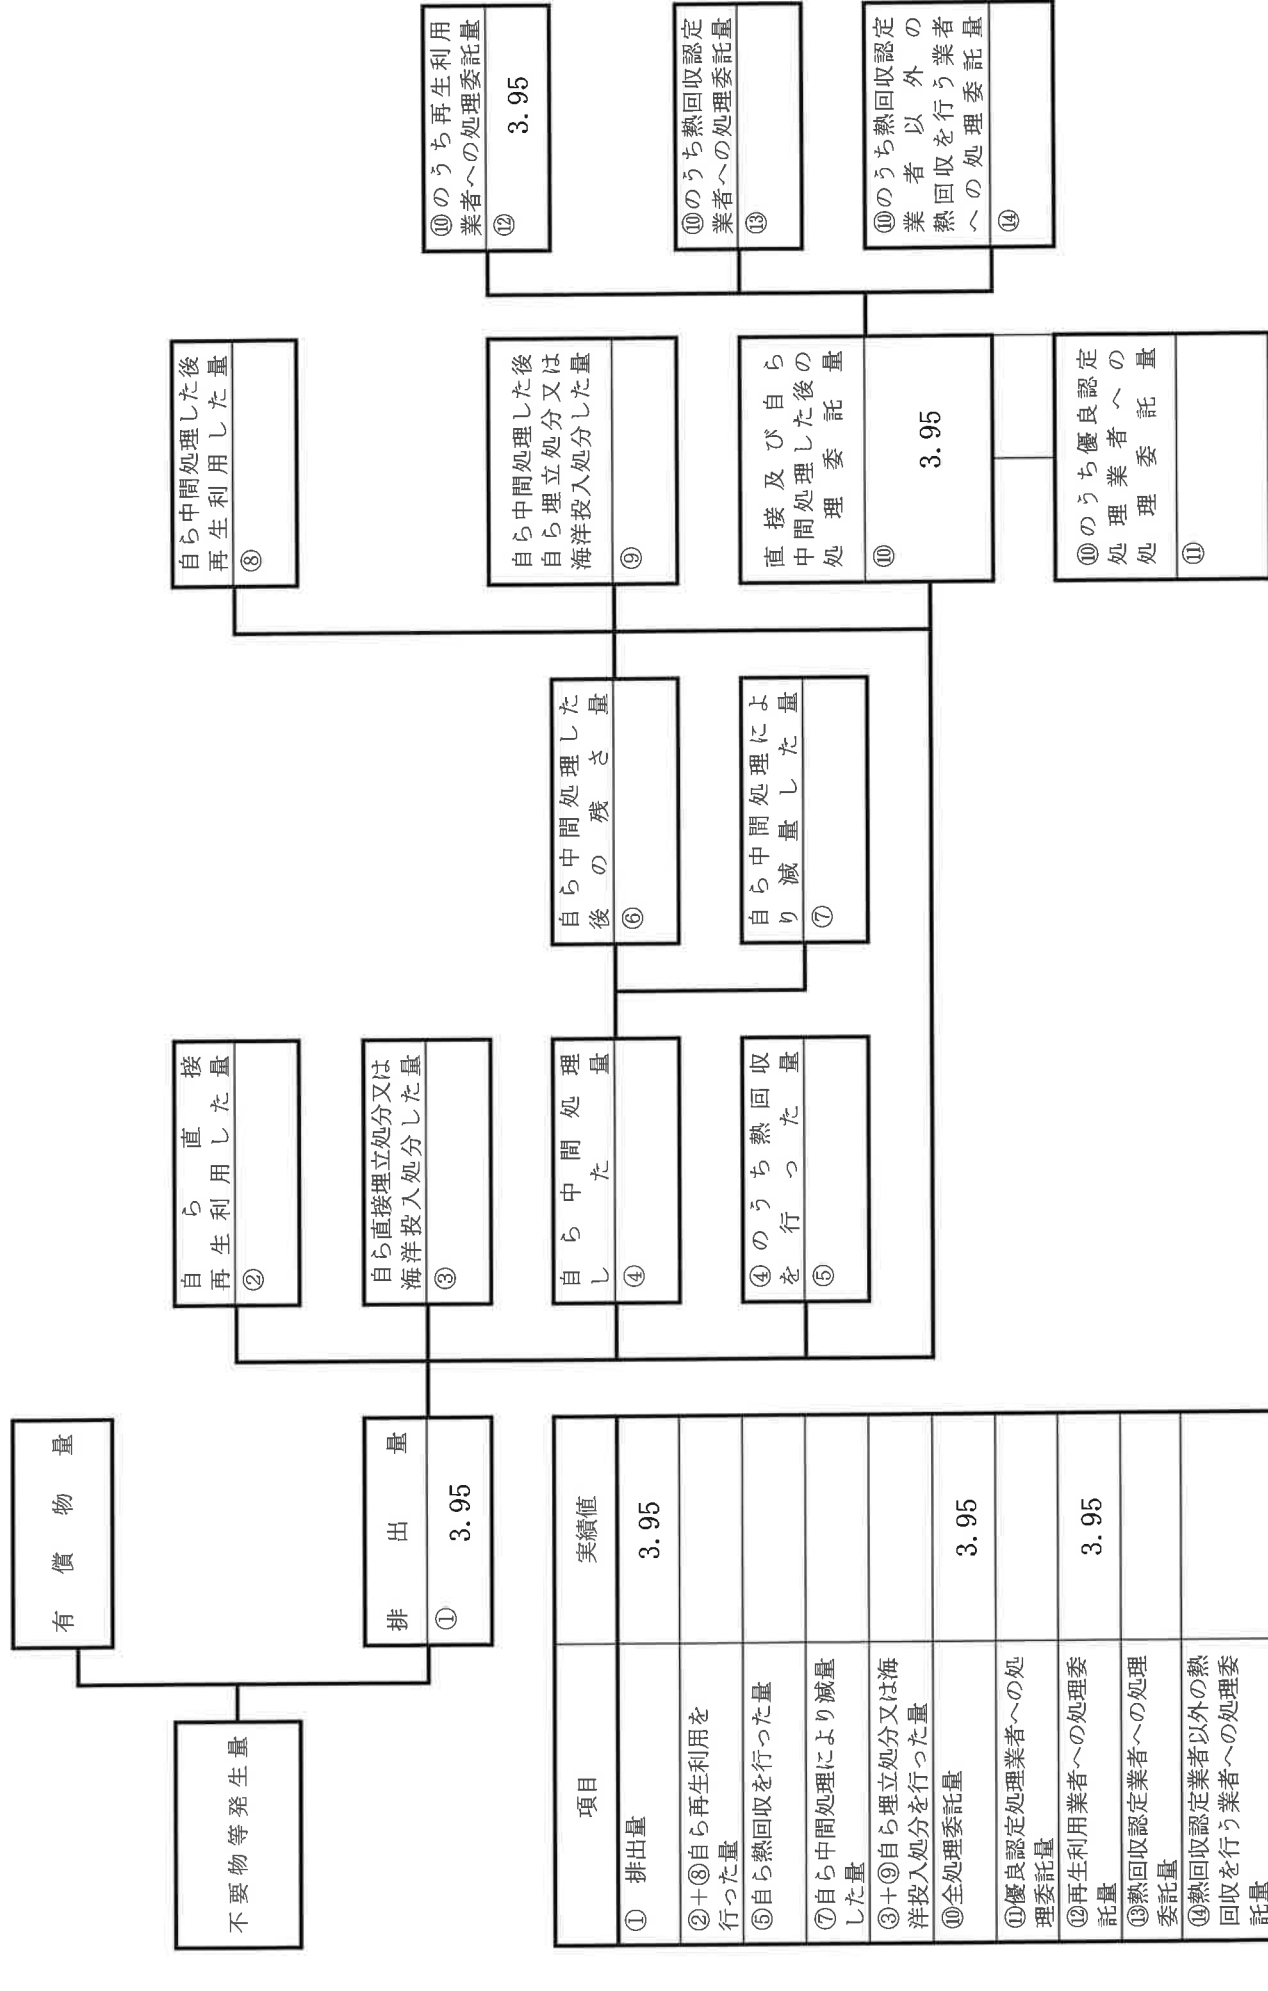 有償物量
不要物等発生量
排出量
①
3.95
自ら直接
再生利用した量
②
自ら直接埋立処分又は
海洋投入処分した量
③
自ら中間処理
した量
④
④のうち熱回収
を行った量
⑤
自ら中間処理した
後の残さ量
⑥
自ら中間処理によ
り減量した量
⑦
自ら中間処理した後
再生利用した量
⑧
自ら中間処理した後
自ら埋立処分又は
海洋投入処分した量
⑨
直接及び自ら
中間処理した後の
処理委託量
⑩
3.95
⑩のうち優良認定
処理業者への
処理委託量
⑪
⑩のうち再生利用
業者への処理委託量
⑫
3.95
⑩のうち熱回収認定
業者への処理委託量
⑬
⑩のうち熱回収認定
業者以外の
熱回収を行う業者
への処理委託量
⑭
項目 実績値
① 排出量 3.95
②+⑧自ら再生利用を
行った量
⑤自ら熱回収を行った量
⑦自ら中間処理により減量
した量
③+⑨自ら埋立処分又は海
洋投入処分を行った量
⑩全処理委託量 3.95
⑪優良認定処理業者への処
理委託量
⑫再生利用業者への処理委
託量 3.95
⑬熱回収認定業者への処理
委託量
⑭熱回収認定業者以外の熱
回収を行う業者への処理委
託量